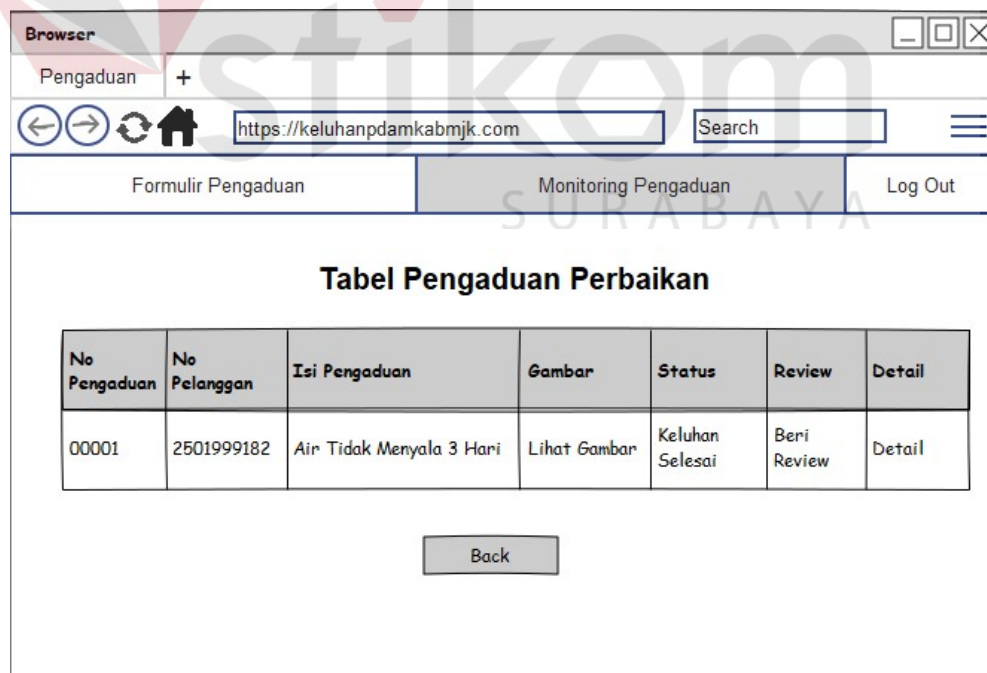 stikom
SURABAYA
Browser
Pengaduan +
https://keluhanpdamkabmjk.com Search
Formulir Pengaduan Monitoring Pengaduan Log Out
Tabel Pengaduan Perbaikan
No Pengaduan No Pelanggan Isi Pengaduan Gambar Status Review Detail
00001 2501999182 Air Tidak Menyala 3 Hari Lihat Gambar Keluhan Selesai Beri Review Detail
Back